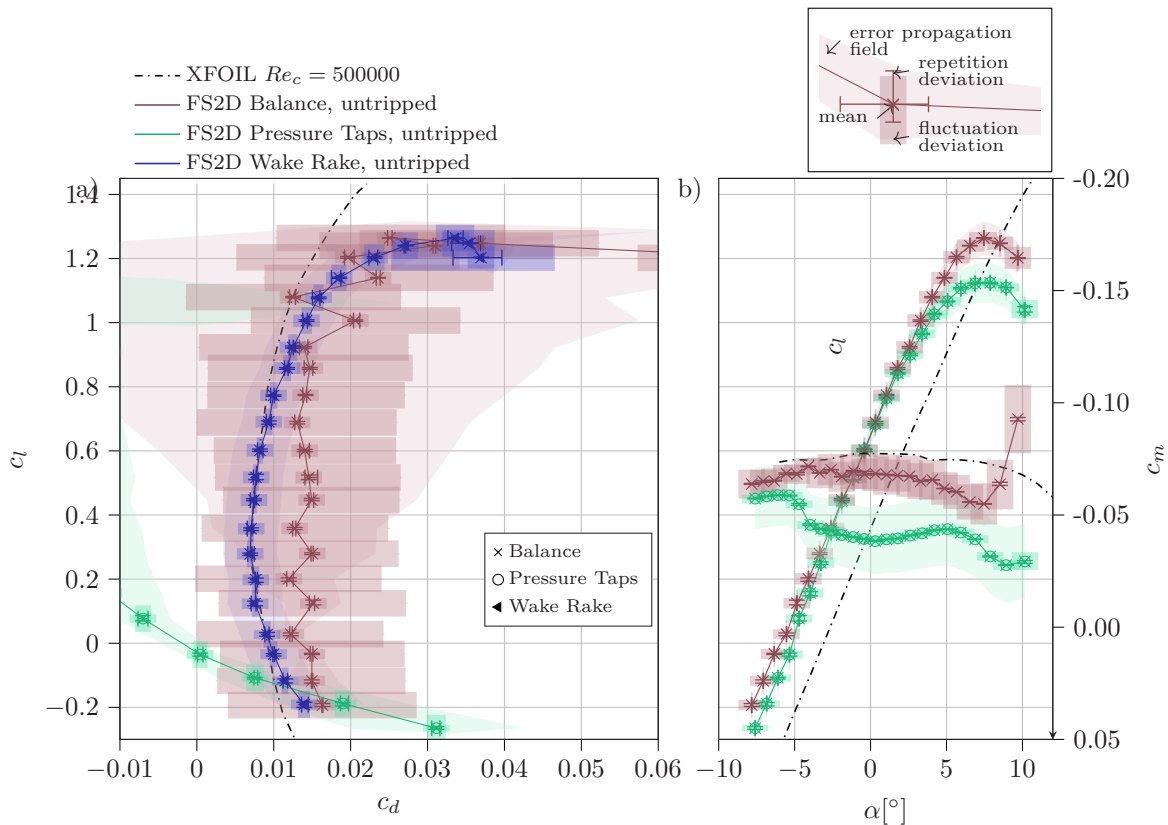 error propagation
field
repetition
deviation
mean
fluctuation
deviation
XFOIL Re_c = 500000
FS2D Balance, untripped
FS2D Pressure Taps, untripped
FS2D Wake Rake, untripped
a)
1.4
1.2
1
0.8
0.6
0.4
0.2
0
−0.2
c_l
−0.01
0
0.01
0.02
0.03
0.04
0.05
0.06
c_d
Balance
Pressure Taps
Wake Rake
b)
c_l
−10
−5
0
5
10
α[°]
-0.20
-0.15
-0.10
-0.05
0.00
0.05
c_m